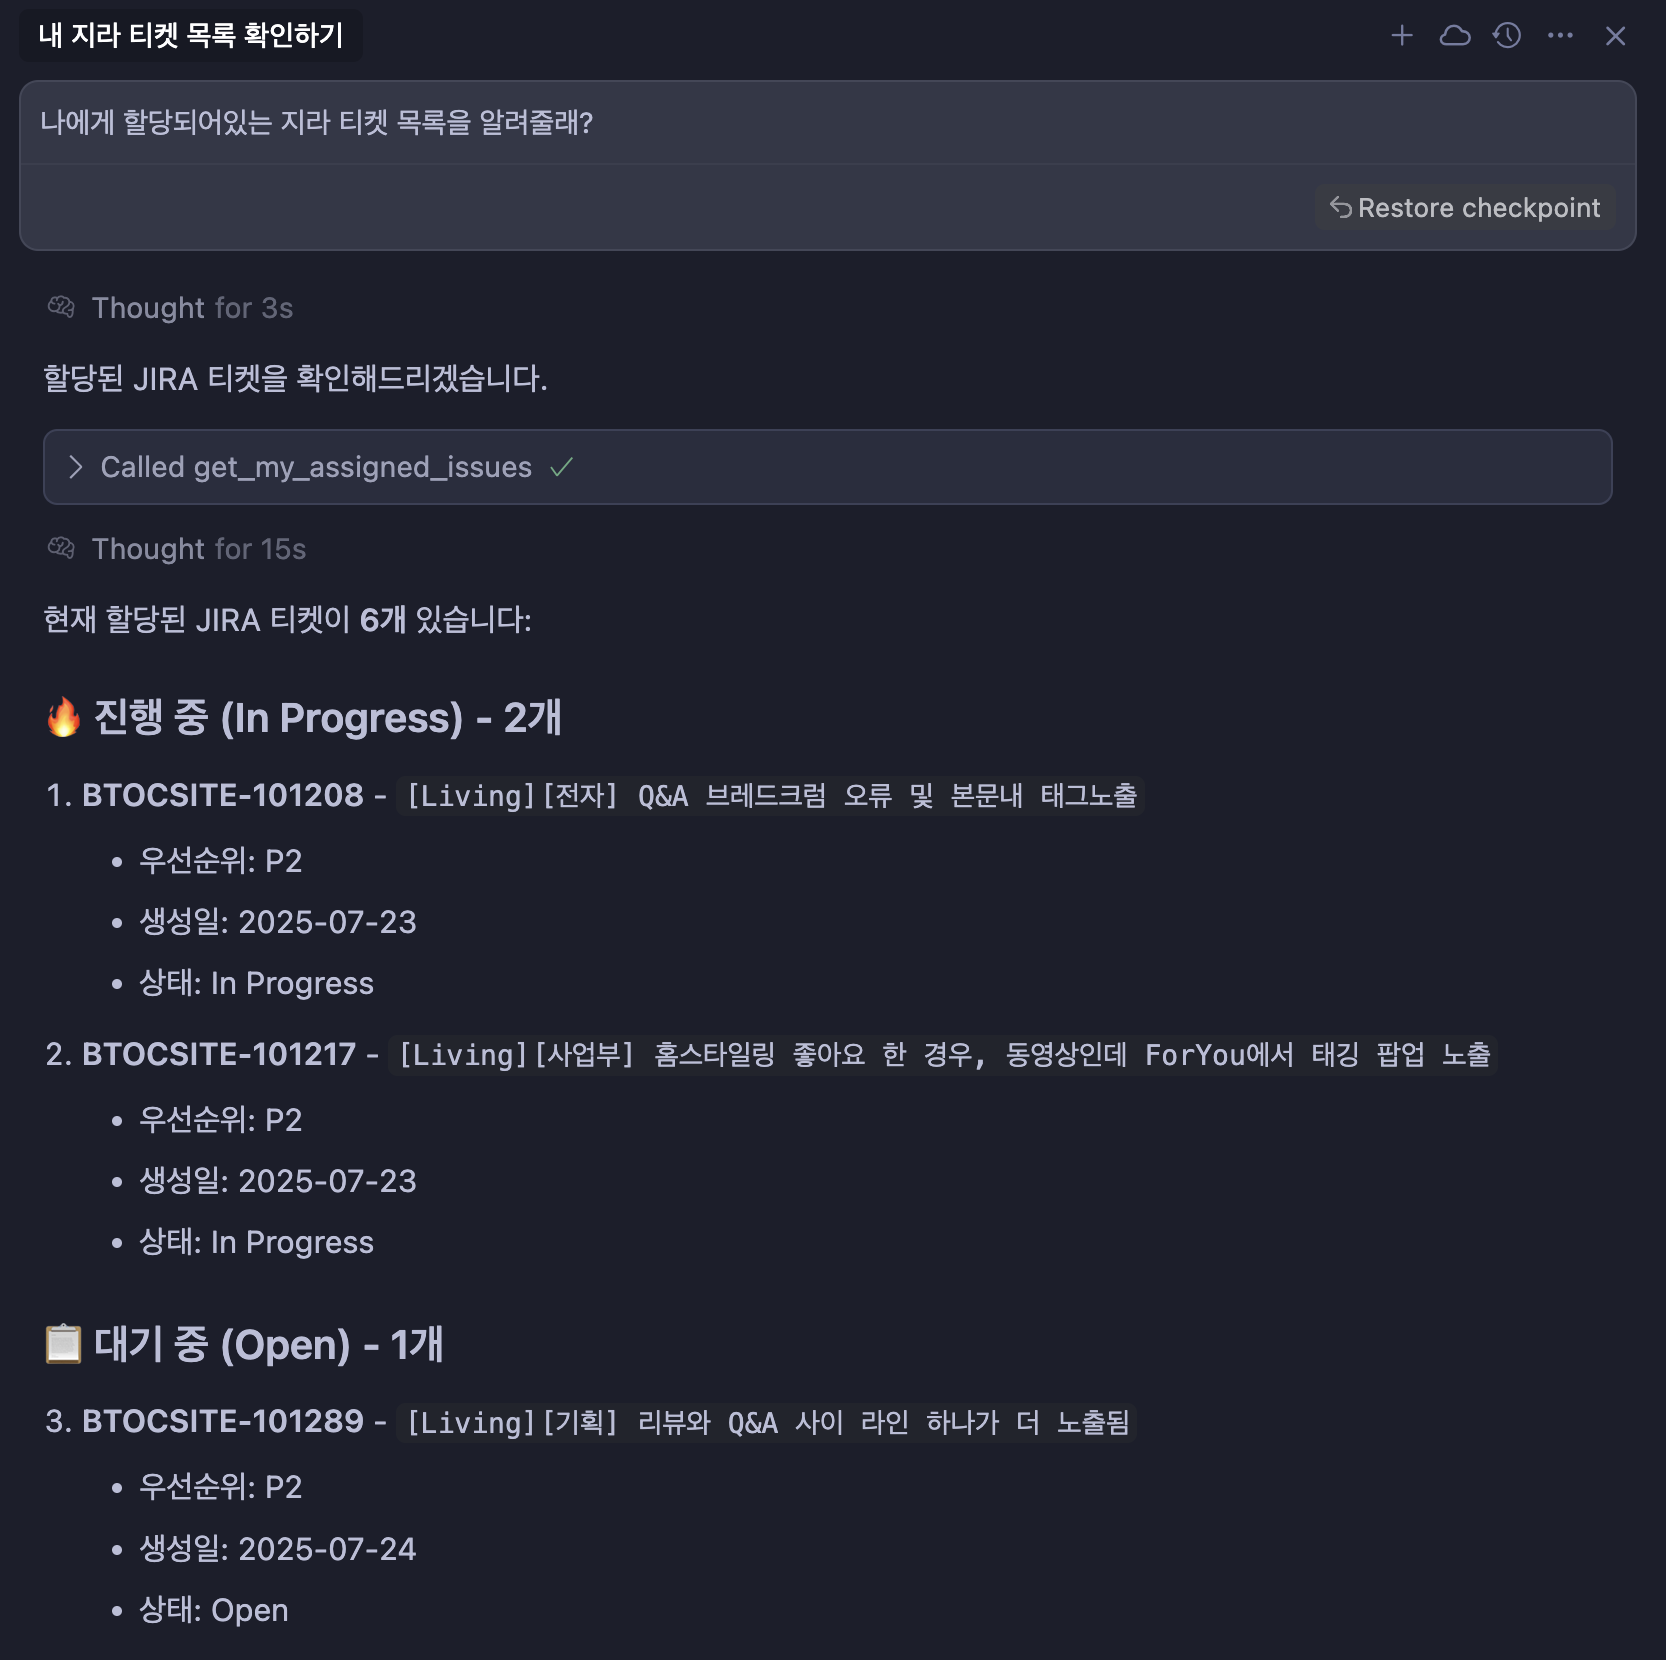 내 지라 티켓 목록 확인하기
나에게 할당되어있는 지라 티켓 목록을 알려줄래?
Restore checkpoint
Thought for 3s
할당된 JIRA 티켓을 확인해드리겠습니다.
Called get_my_assigned_issues
Thought for 15s
현재 할당된 JIRA 티켓이 6개 있습니다:
🔥 진행 중 (In Progress) - 2개
1. BTOCSITE-101208 - [Living][전자] Q&A 브레드크럼 오류 및 본문내 태그노출
• 우선순위: P2
• 생성일: 2025-07-23
• 상태: In Progress
2. BTOCSITE-101217 - [Living][사업부] 홈스타일링 좋아요 한 경우, 동영상인데 ForYou에서 태깅 팝업 노출
• 우선순위: P2
• 생성일: 2025-07-23
• 상태: In Progress
📋 대기 중 (Open) - 1개
3. BTOCSITE-101289 - [Living][기획] 리뷰와 Q&A 사이 라인 하나가 더 노출됨
• 우선순위: P2
• 생성일: 2025-07-24
• 상태: Open